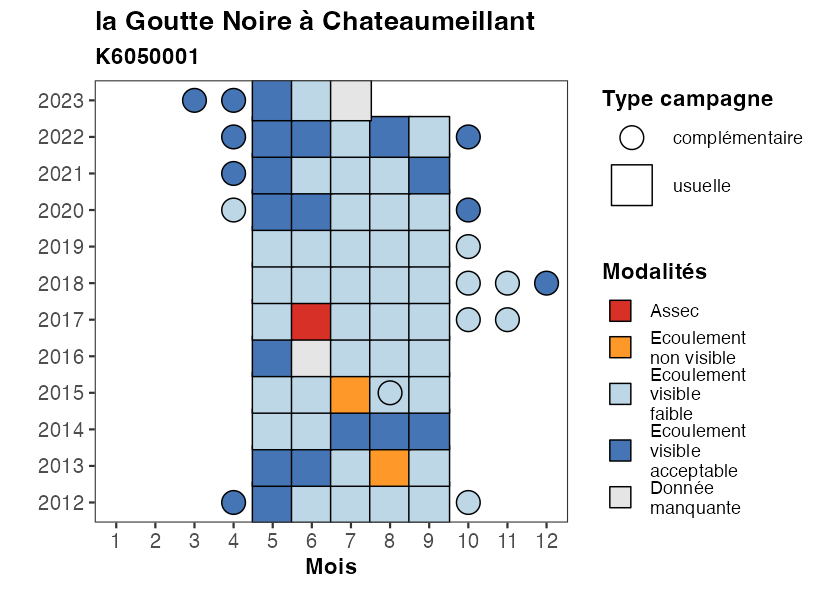 la Goutte Noire à Chateaumeillant
K6050001
2023
2022
2021
2020
2019
2018
2017
2016
2015
2014
2013
2012
1 2 3 4 5 6 7 8 9 10 11 12
Mois
Type campagne
complémentaire
usuelle
Modalités
Assec
Ecoulement
non visible
Ecoulement
visible
faible
Ecoulement
visible
acceptable
Donnée
manquante